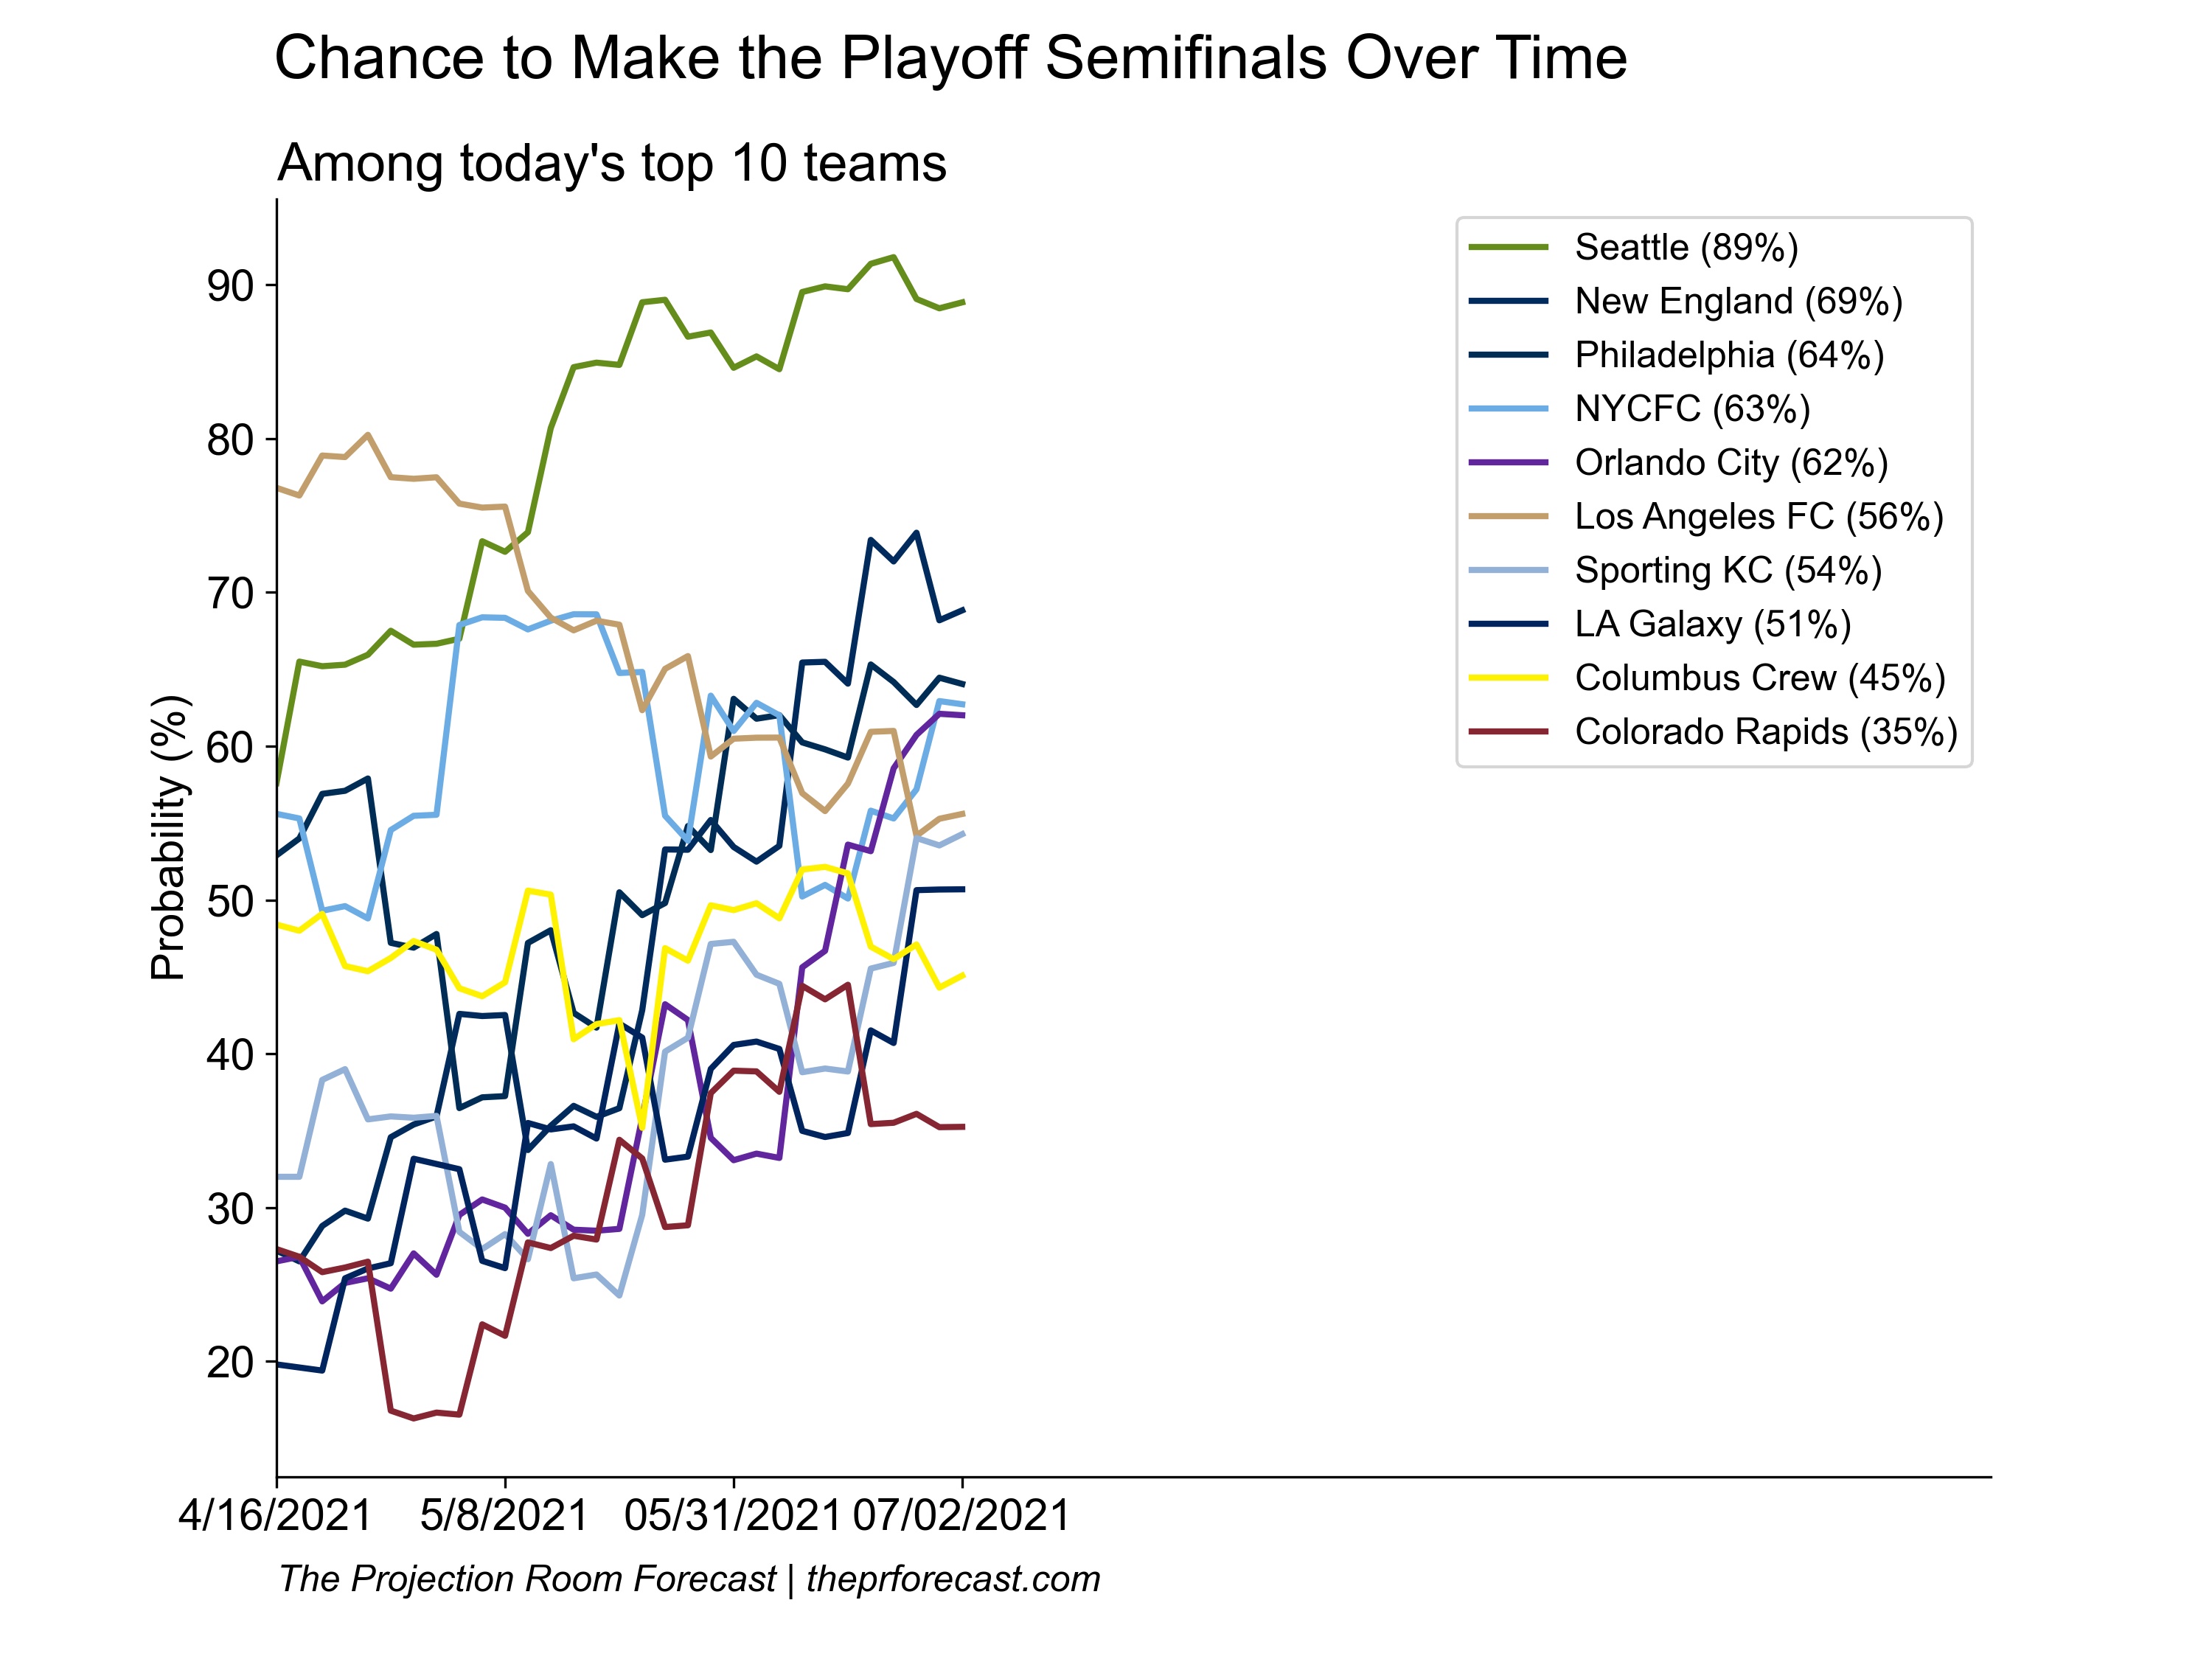 Chance to Make the Playoff Semifinals Over Time
Among today's top 10 teams
90
80
70
60
50
40
30
20
Probability (%)
Seattle (89%)
New England (69%)
Philadelphia (64%)
NYCFC (63%)
Orlando City (62%)
Los Angeles FC (56%)
Sporting KC (54%)
LA Galaxy (51%)
Columbus Crew (45%)
Colorado Rapids (35%)
4/16/2021 5/8/2021 05/31/2021 07/02/2021
The Projection Room Forecast | theprforecast.com